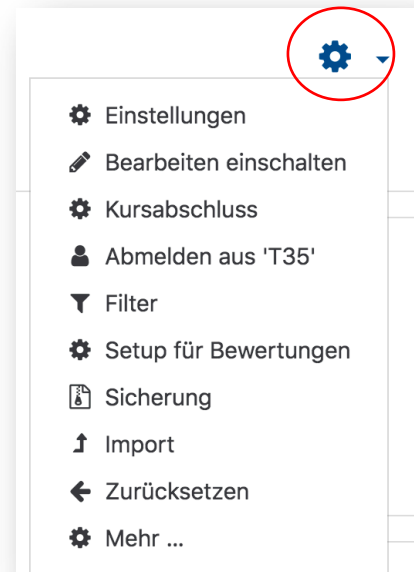 Einstellungen
Bearbeiten einschalten
Kursabschluss
Abmelden aus 'T35'
Filter
Setup für Bewertungen
Sicherung
Import
Zurücksetzen
Mehr ...